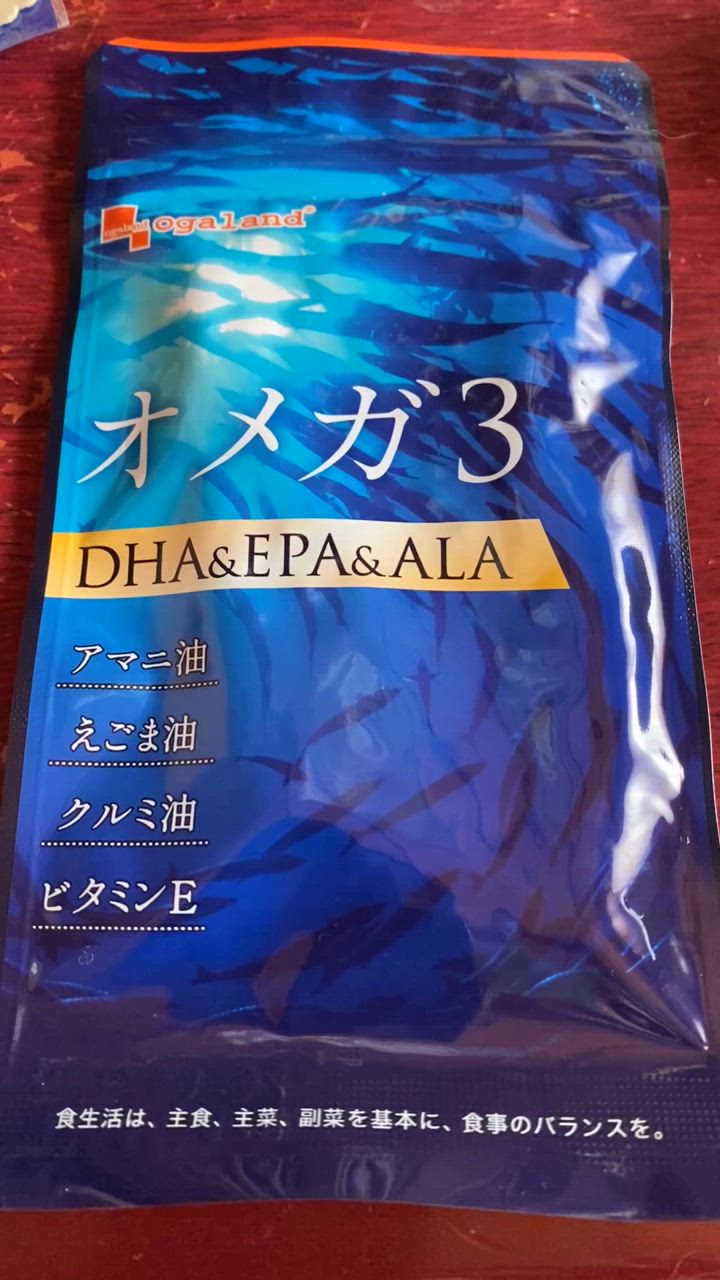 ogaland ogaland®
オメガ3
DHA&EPA&ALA
アマニ油
えごま油
クルミ油
ビタミンE
食生活は、主食、主菜、副菜を基本に、食事のバランスを。